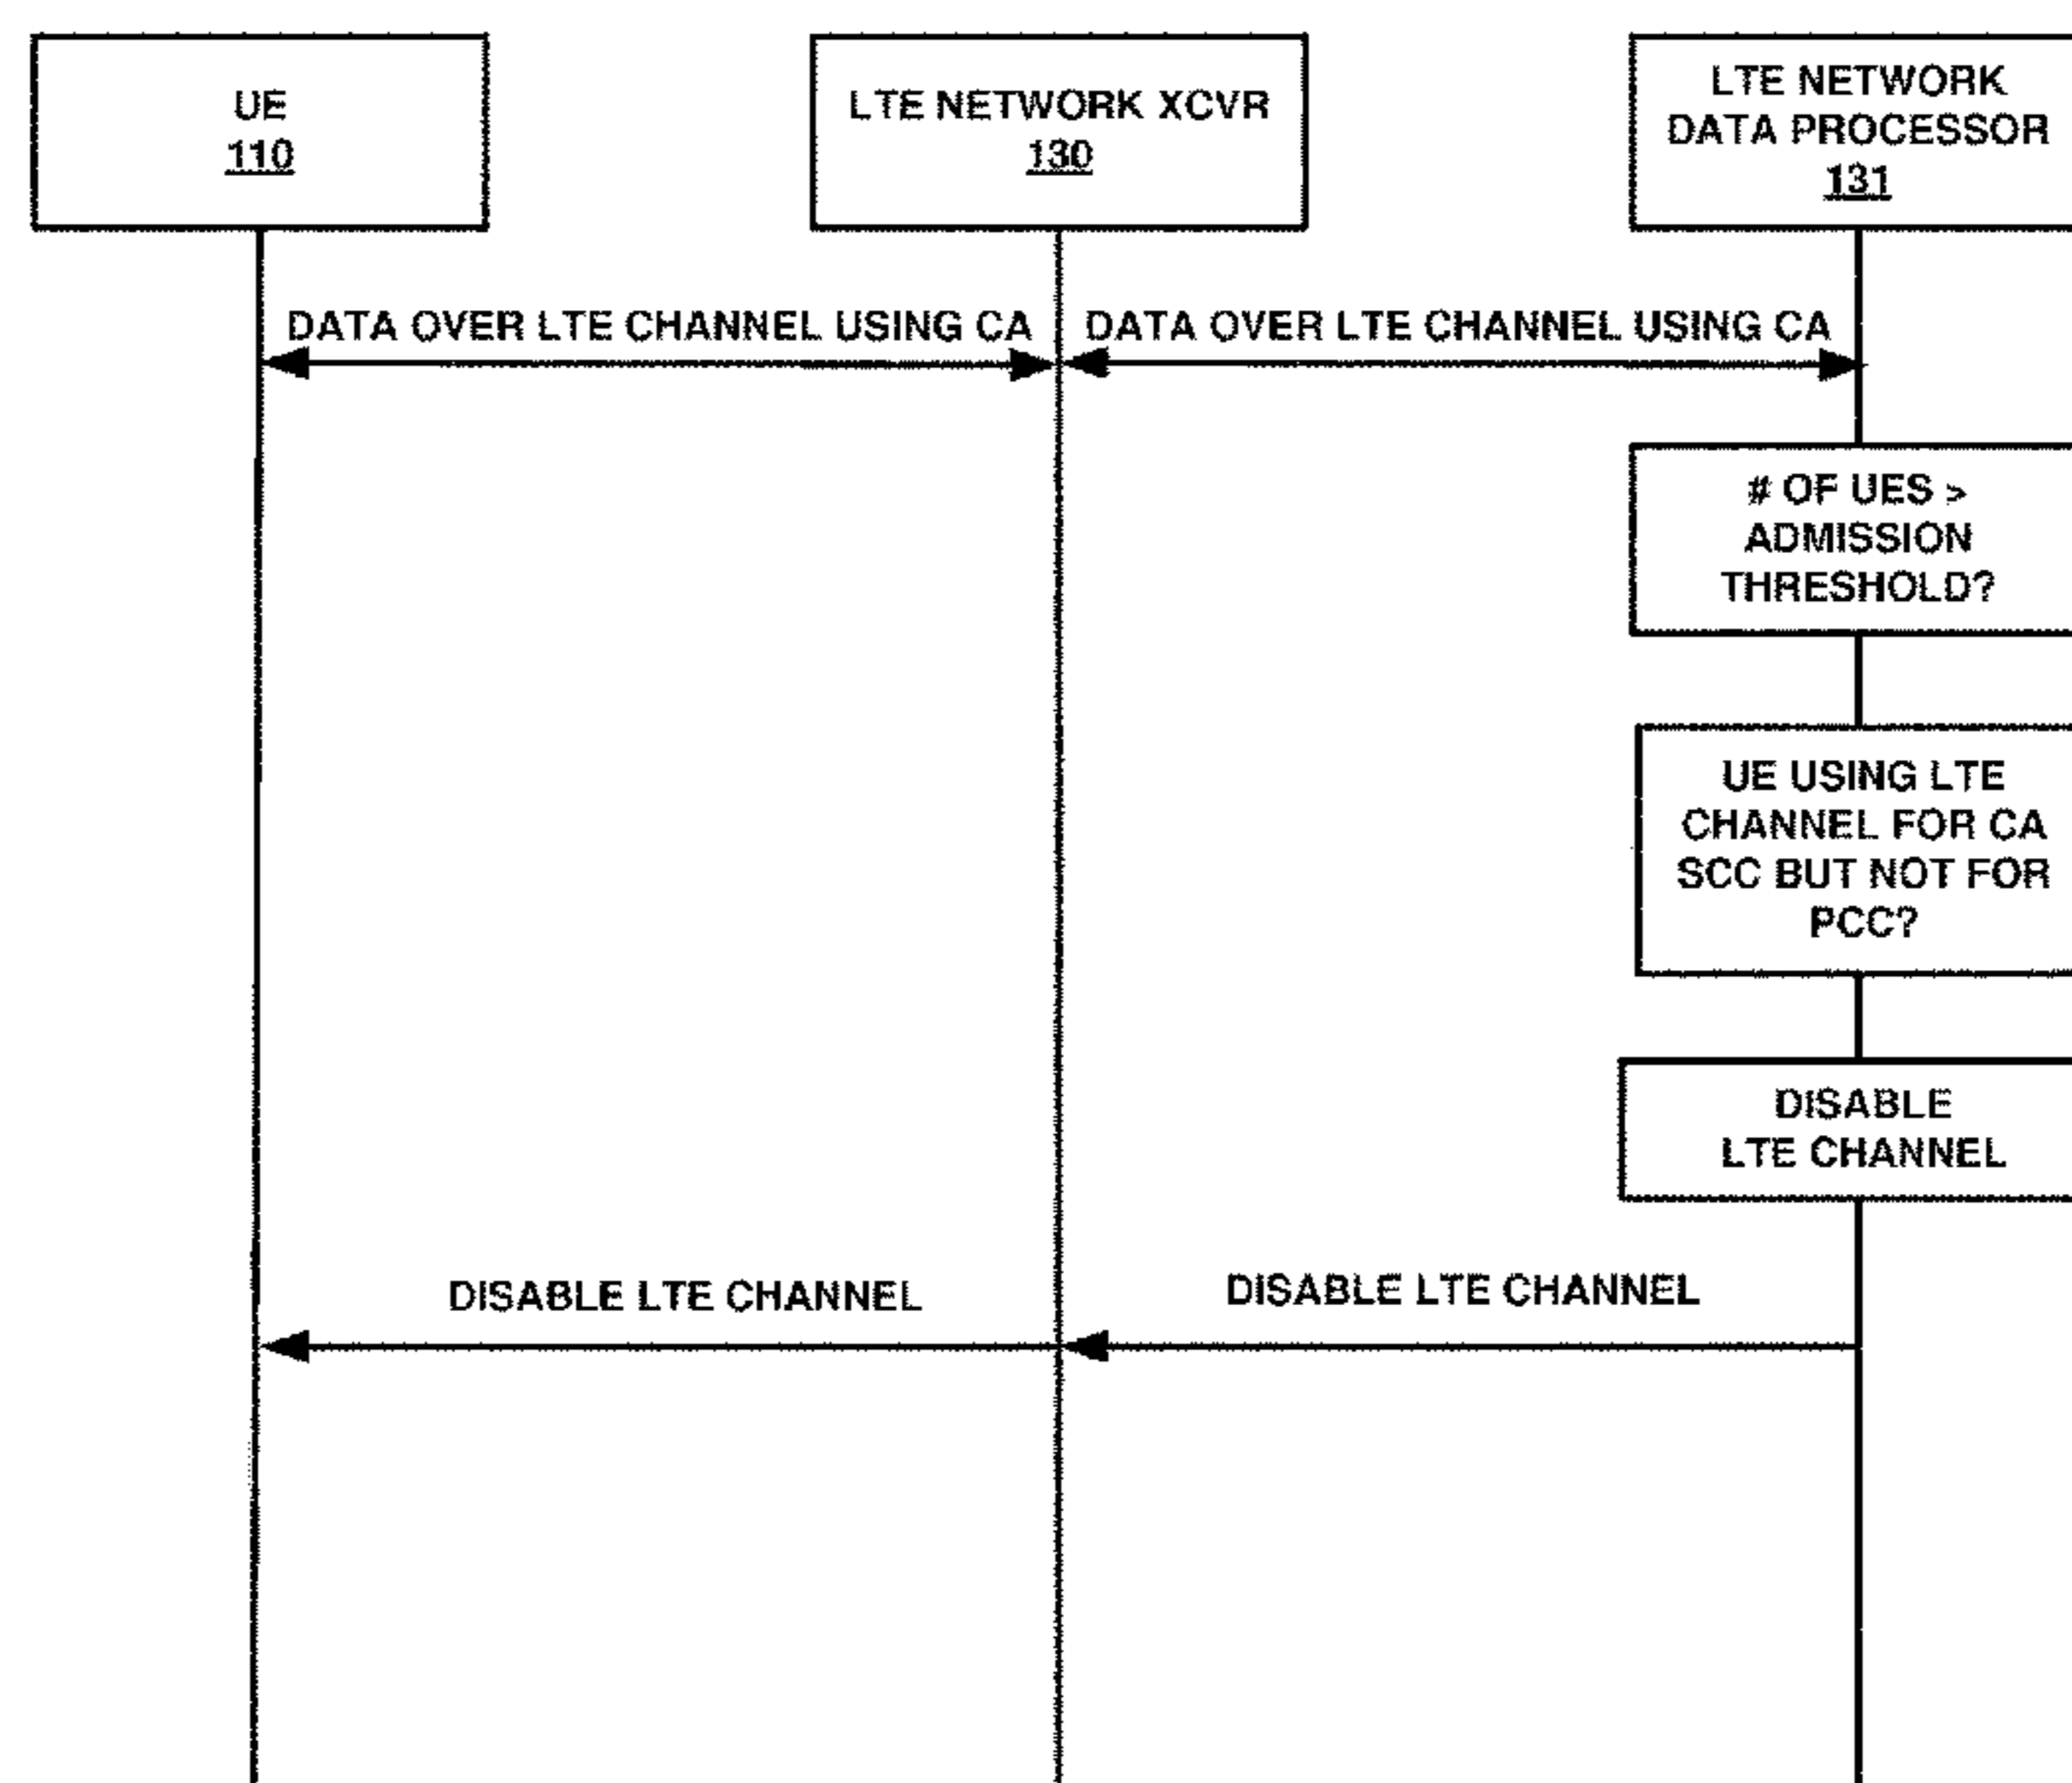 UE
110
LTE NETWORK XCVR
130
LTE NETWORK
DATA PROCESSOR
131
DATA OVER LTE CHANNEL USING CA
DATA OVER LTE CHANNEL USING CA
# OF UES >
ADMISSION
THRESHOLD?
UE USING LTE
CHANNEL FOR CA
SCC BUT NOT FOR
PCC?
DISABLE
LTE CHANNEL
DISABLE LTE CHANNEL
DISABLE LTE CHANNEL